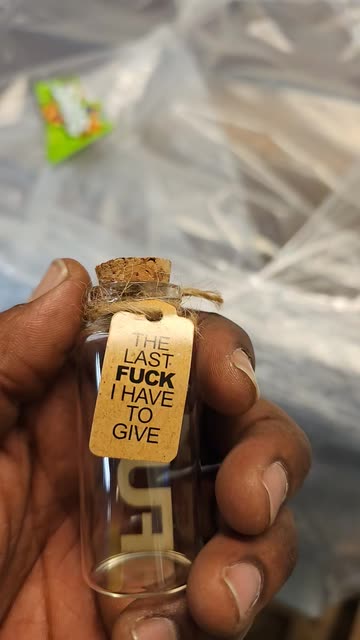 THE
LAST
FUCK
I HAVE
TO
GIVE